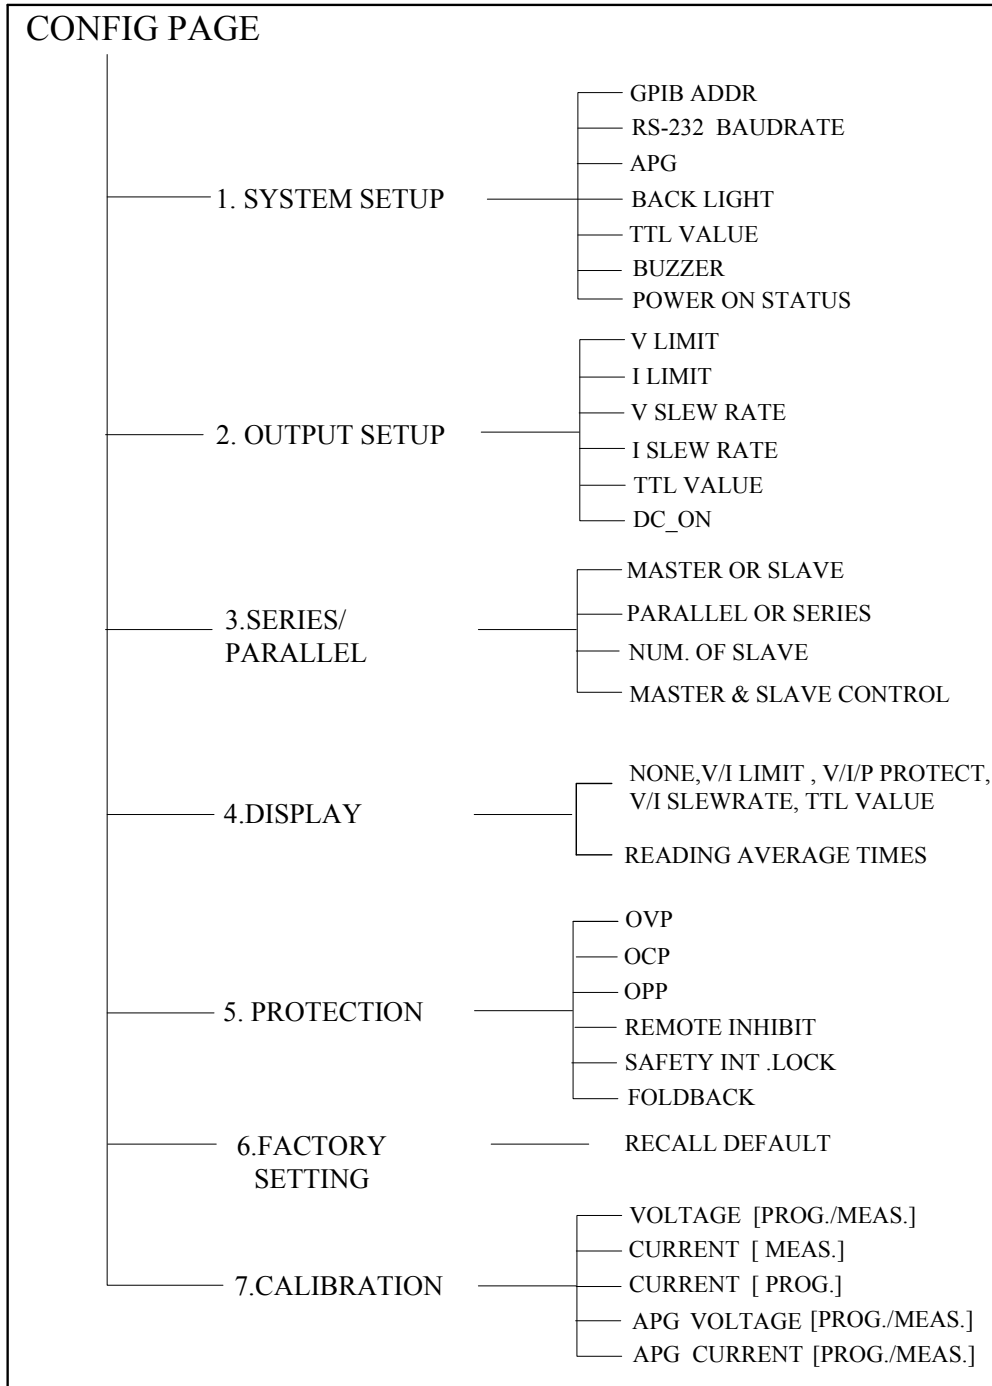 CONFIG PAGE
1. SYSTEM SETUP
GPIB ADDR
RS-232 BAUDRATE
APG
BACK LIGHT
TTL VALUE
BUZZER
POWER ON STATUS
2. OUTPUT SETUP
V LIMIT
I LIMIT
V SLEW RATE
I SLEW RATE
TTL VALUE
DC_ON
3.SERIES/
PARALLEL
MASTER OR SLAVE
PARALLEL OR SERIES
NUM. OF SLAVE
MASTER & SLAVE CONTROL
4.DISPLAY
NONE,V/I LIMIT , V/I/P PROTECT,
V/I SLEWRATE, TTL VALUE
READING AVERAGE TIMES
5. PROTECTION
OVP
OCP
OPP
REMOTE INHIBIT
SAFETY INT .LOCK
FOLDBACK
6.FACTORY
SETTING
RECALL DEFAULT
7.CALIBRATION
VOLTAGE [PROG./MEAS.]
CURRENT [ MEAS.]
CURRENT [ PROG.]
APG VOLTAGE [PROG./MEAS.]
APG CURRENT [PROG./MEAS.]